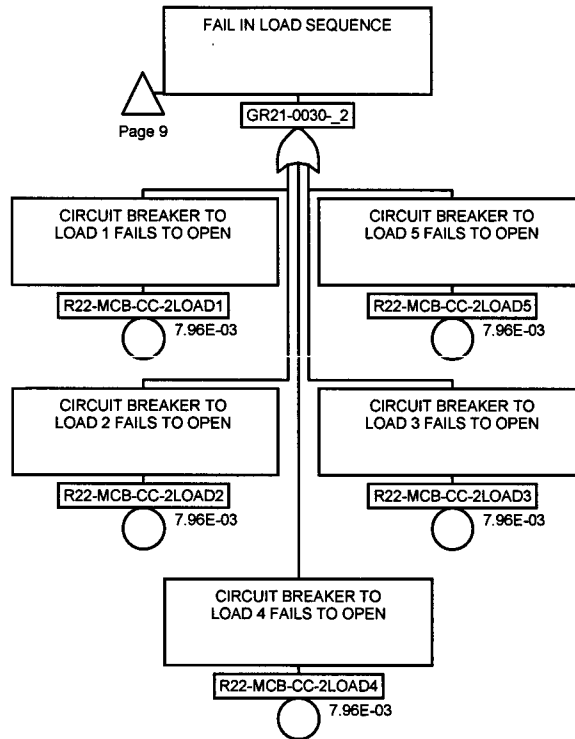 FAIL IN LOAD SEQUENCE
Page 9
GR21-0030-_2
CIRCUIT BREAKER TO
LOAD 1 FAILS TO OPEN
R22-MCB-CC-2LOAD1
7.96E-03
CIRCUIT BREAKER TO
LOAD 5 FAILS TO OPEN
R22-MCB-CC-2LOAD5
7.96E-03
CIRCUIT BREAKER TO
LOAD 2 FAILS TO OPEN
R22-MCB-CC-2LOAD2
7.96E-03
CIRCUIT BREAKER TO
LOAD 3 FAILS TO OPEN
R22-MCB-CC-2LOAD3
7.96E-03
CIRCUIT BREAKER TO
LOAD 4 FAILS TO OPEN
R22-MCB-CC-2LOAD4
7.96E-03